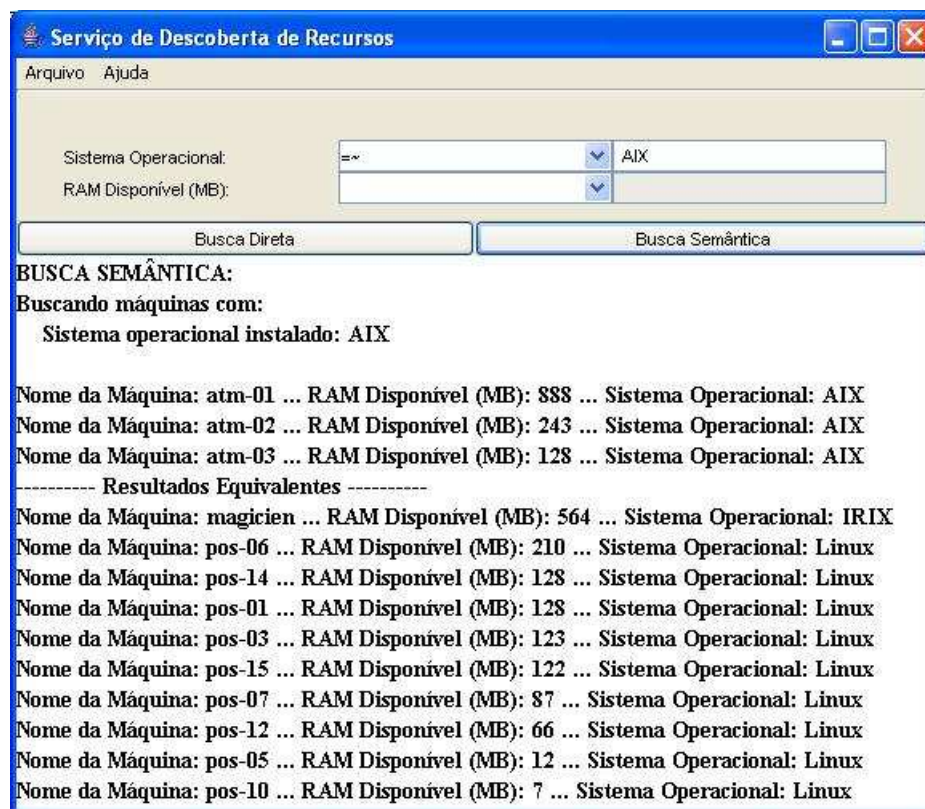 Serviço de Descoberta de Recursos
Arquivo Ajuda
Sistema Operacional: =~ AIX
RAM Disponível (MB):
Busca Direta Busca Semântica
BUSCA SEMÂNTICA:
Buscando máquinas com:
Sistema operacional instalado: AIX
Nome da Máquina: atm-01 ... RAM Disponível (MB): 888 ... Sistema Operacional: AIX
Nome da Máquina: atm-02 ... RAM Disponível (MB): 243 ... Sistema Operacional: AIX
Nome da Máquina: atm-03 ... RAM Disponível (MB): 128 ... Sistema Operacional: AIX
---------- Resultados Equivalentes ----------
Nome da Máquina: magicien ... RAM Disponível (MB): 564 ... Sistema Operacional: IRIX
Nome da Máquina: pos-06 ... RAM Disponível (MB): 210 ... Sistema Operacional: Linux
Nome da Máquina: pos-14 ... RAM Disponível (MB): 128 ... Sistema Operacional: Linux
Nome da Máquina: pos-01 ... RAM Disponível (MB): 128 ... Sistema Operacional: Linux
Nome da Máquina: pos-03 ... RAM Disponível (MB): 123 ... Sistema Operacional: Linux
Nome da Máquina: pos-15 ... RAM Disponível (MB): 122 ... Sistema Operacional: Linux
Nome da Máquina: pos-07 ... RAM Disponível (MB): 87 ... Sistema Operacional: Linux
Nome da Máquina: pos-12 ... RAM Disponível (MB): 66 ... Sistema Operacional: Linux
Nome da Máquina: pos-05 ... RAM Disponível (MB): 12 ... Sistema Operacional: Linux
Nome da Máquina: pos-10 ... RAM Disponível (MB): 7 ... Sistema Operacional: Linux